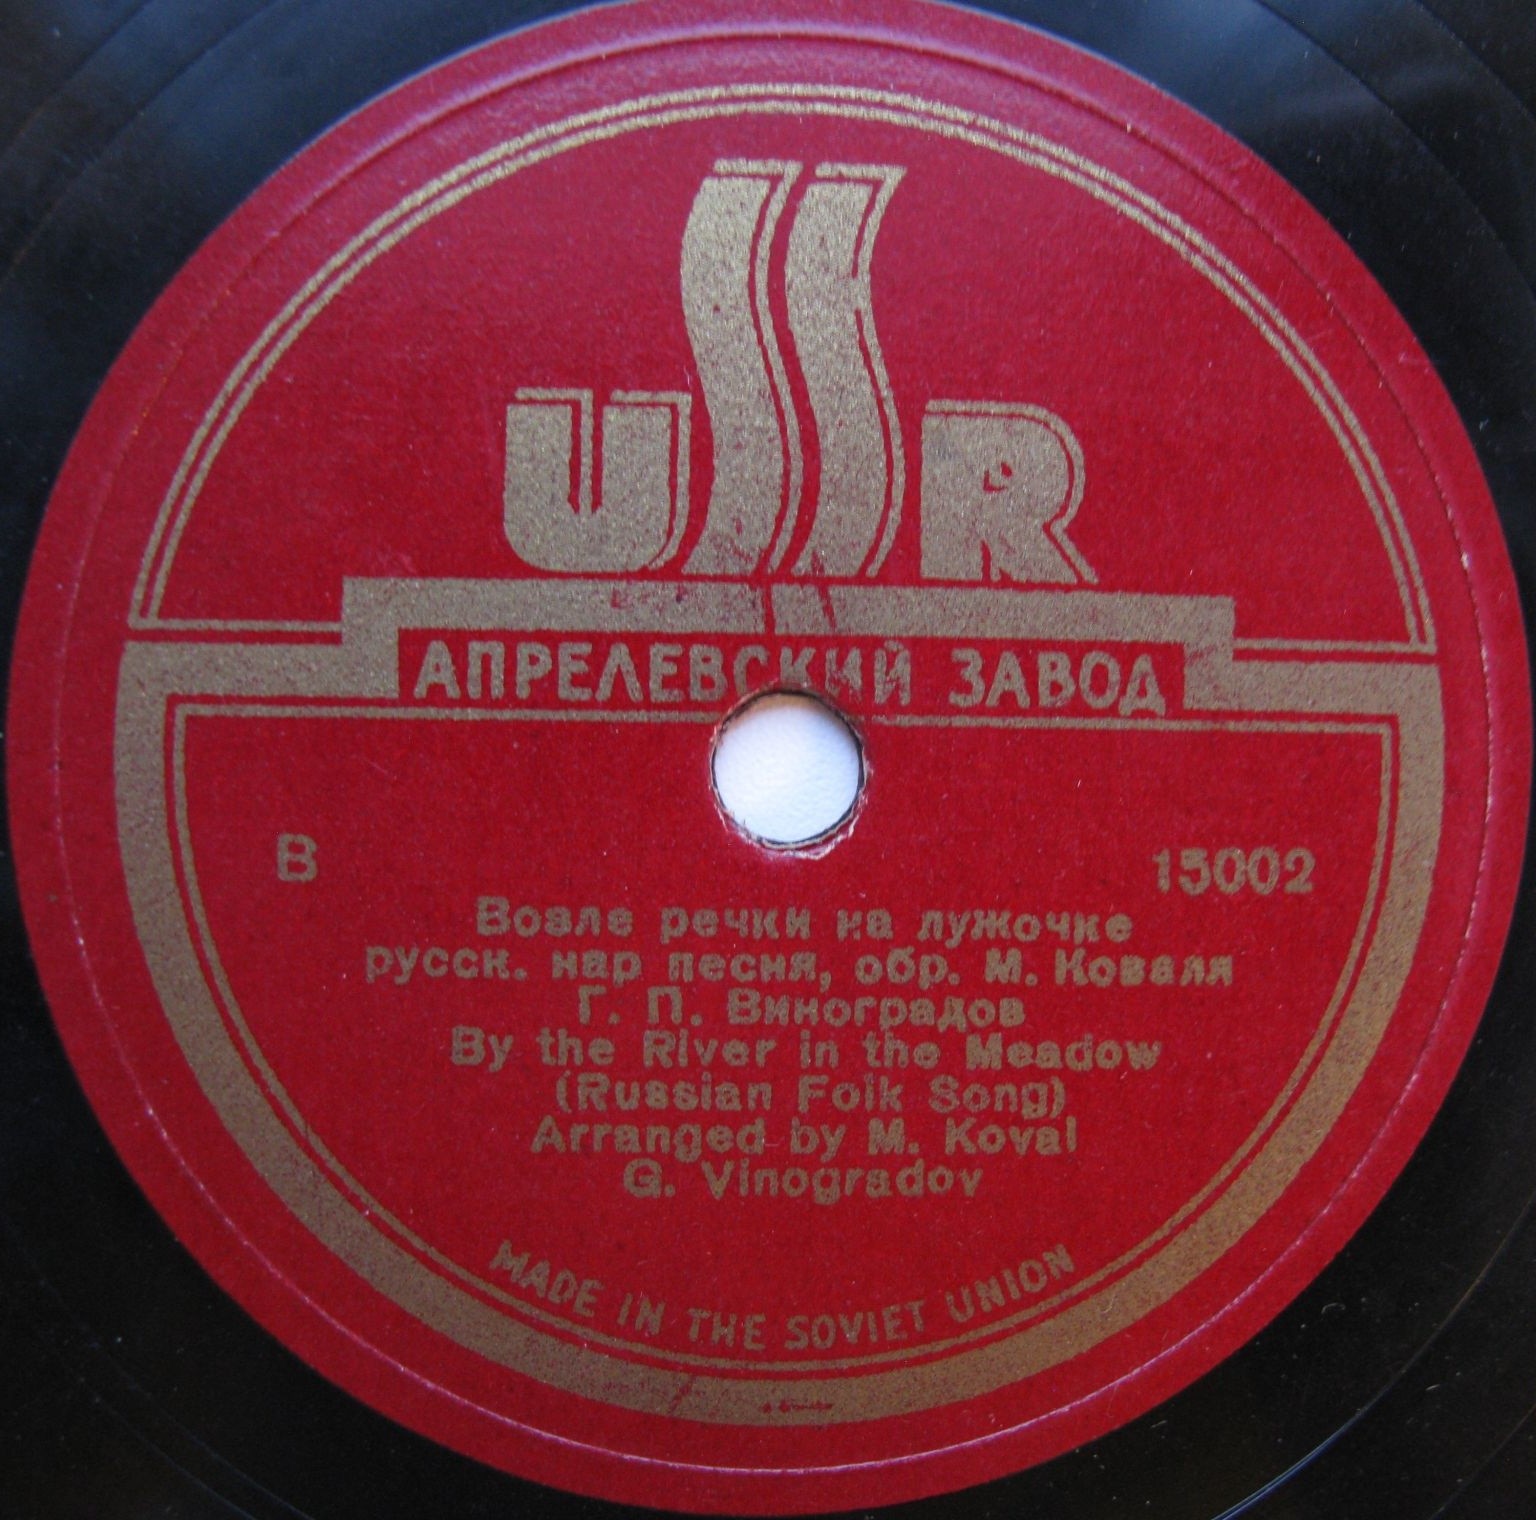 USSR
АПРЕЛЕВСКИЙ ЗАВОД
В 15002
Возле речки на лужочке
русск. нар песня, обр. М. Коваля
Г. П. Виноградов
By the River in the Meadow
(Russian Folk Song)
Arranged by M. Koval
G. Vinogradov
MADE IN THE SOVIET UNION